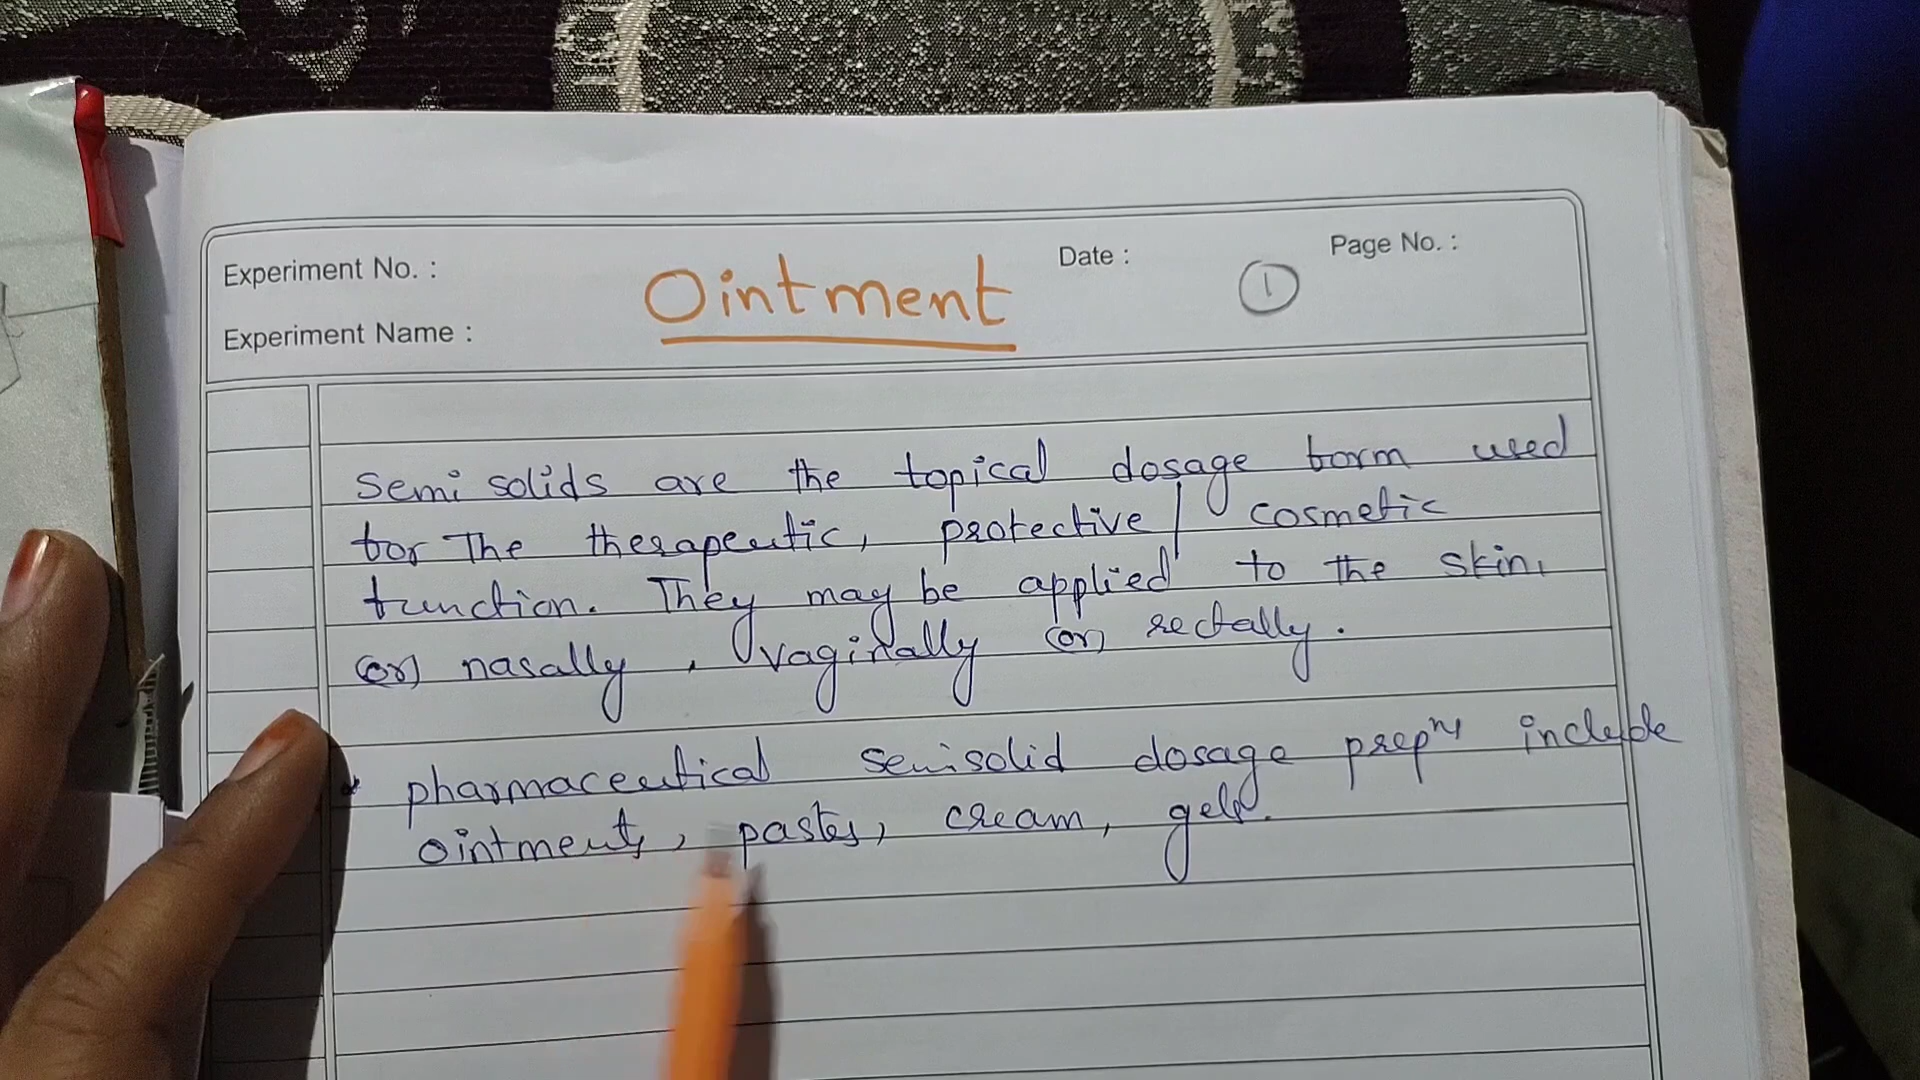 Experiment No. :
Ointment
Date :
1
Page No. :
Experiment Name :
Semi solids are the topical dosage form used
for The therapeutic, protective / cosmetic
function. They may be applied to the skin,
(or) nasally, vaginally (or) rectally.
* pharmaceutical semisolid dosage prepⁿˢ include
ointments, pastes, cream, gels.